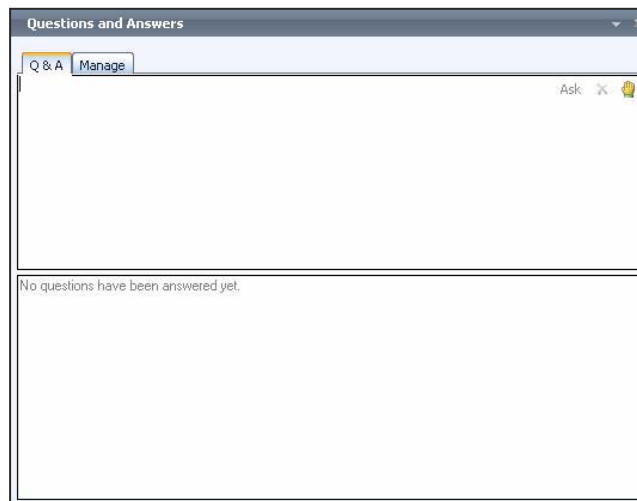 Questions and Answers
Q & A Manage
Ask
No questions have been answered yet.